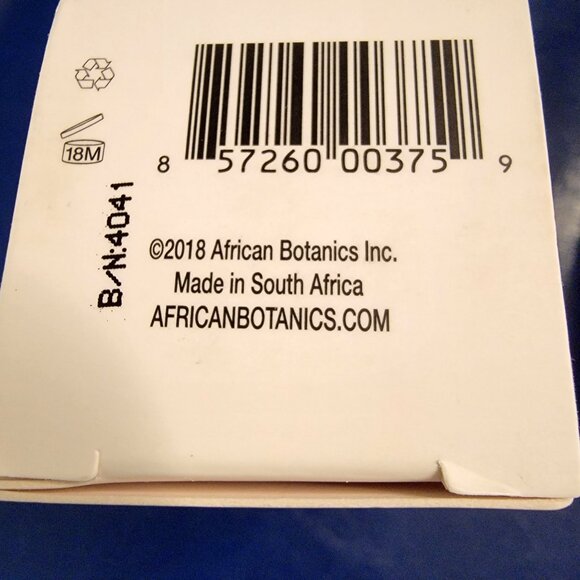 8 57260 00375 9
18M
B/N:4041
©2018 African Botanics Inc.
Made in South Africa
AFRICANBOTANICS.COM